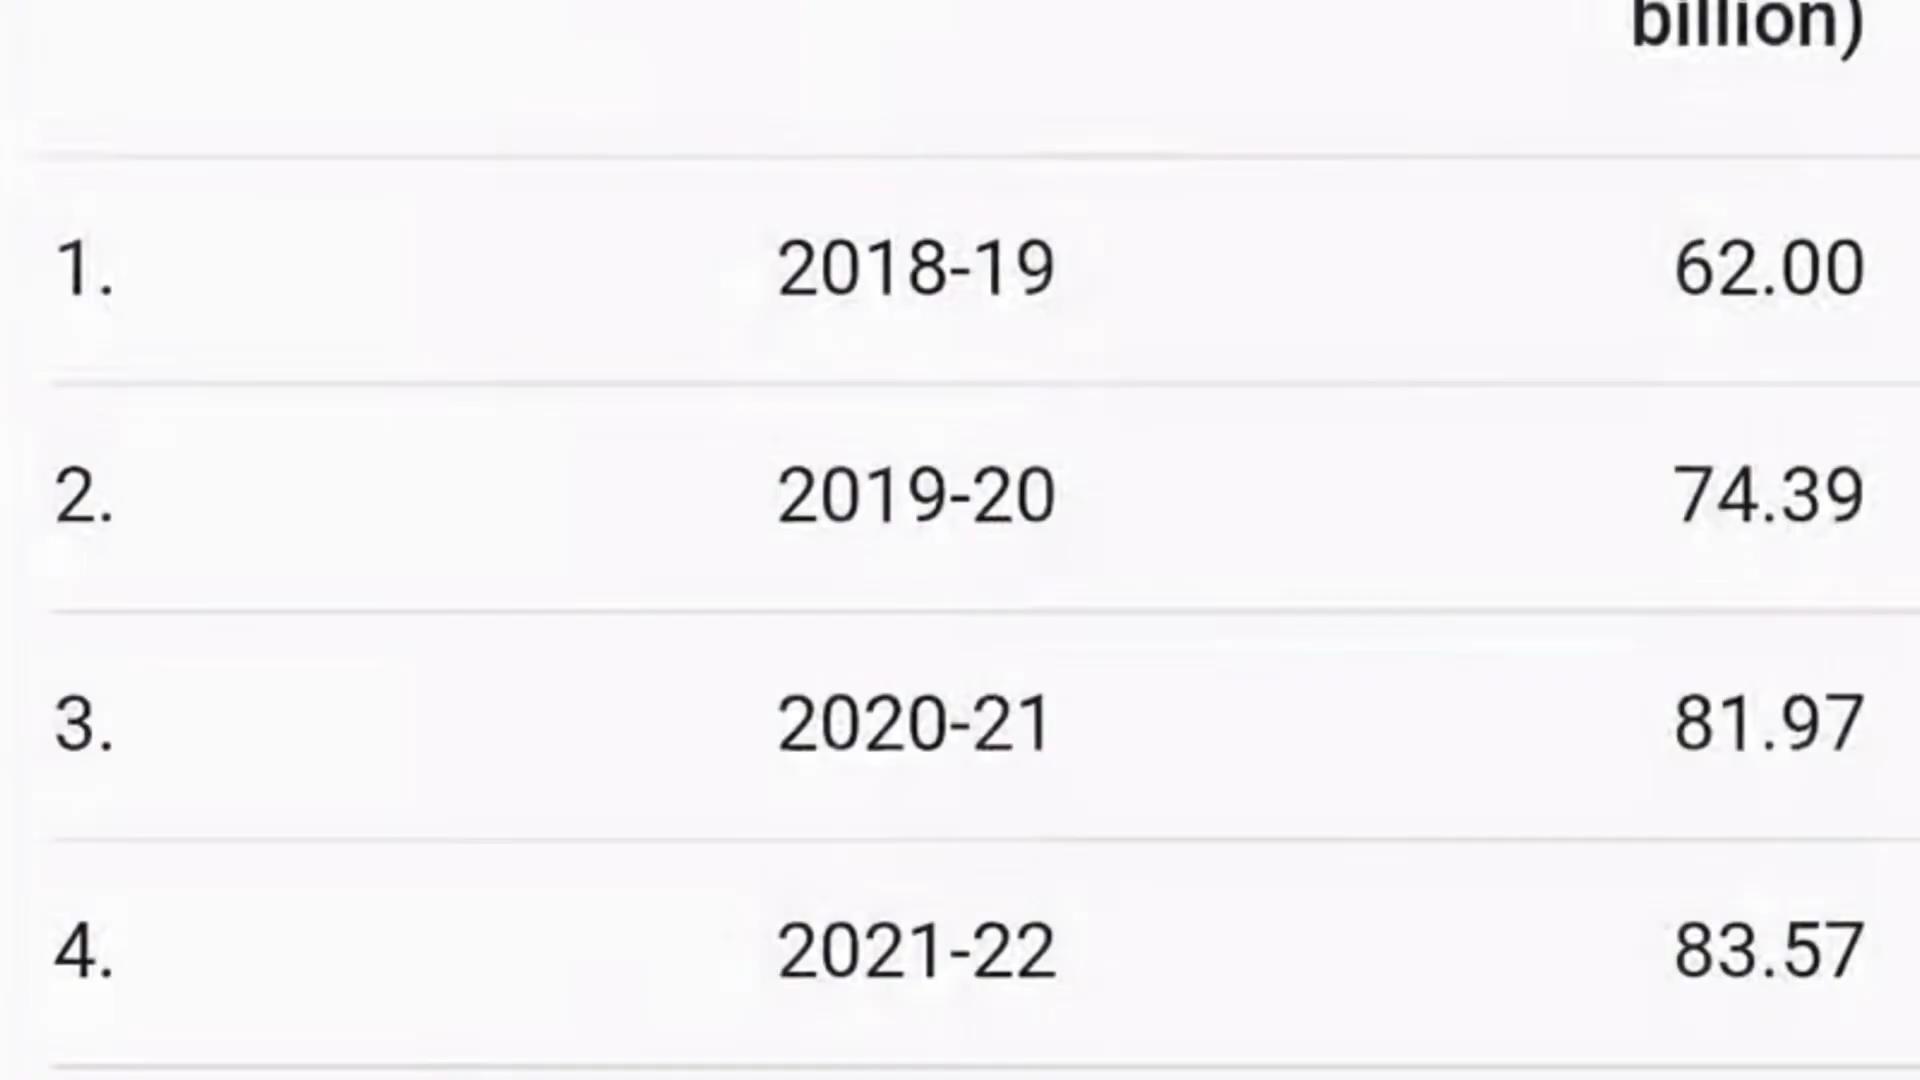 billion)
1. 2018-19 62.00
2. 2019-20 74.39
3. 2020-21 81.97
4. 2021-22 83.57